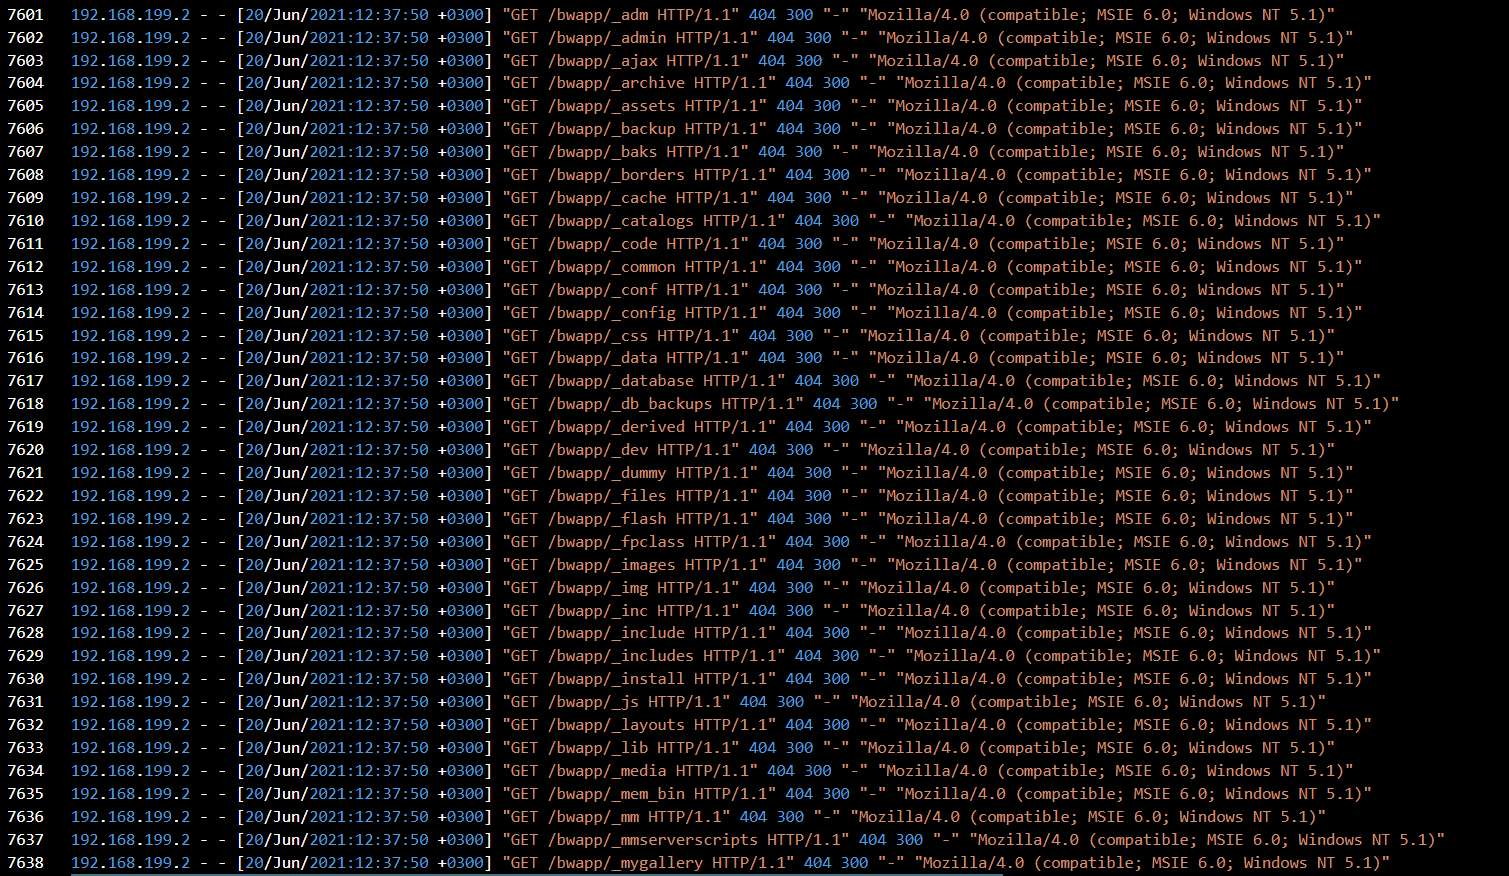 7601 192.168.199.2 - - [20/Jun/2021:12:37:50 +0300] "GET /bwapp/_adm HTTP/1.1" 404 300 "-" "Mozilla/4.0 (compatible; MSIE 6.0; Windows NT 5.1)"
7602 192.168.199.2 - - [20/Jun/2021:12:37:50 +0300] "GET /bwapp/_admin HTTP/1.1" 404 300 "-" "Mozilla/4.0 (compatible; MSIE 6.0; Windows NT 5.1)"
7603 192.168.199.2 - - [20/Jun/2021:12:37:50 +0300] "GET /bwapp/_ajax HTTP/1.1" 404 300 "-" "Mozilla/4.0 (compatible; MSIE 6.0; Windows NT 5.1)"
7604 192.168.199.2 - - [20/Jun/2021:12:37:50 +0300] "GET /bwapp/_archive HTTP/1.1" 404 300 "-" "Mozilla/4.0 (compatible; MSIE 6.0; Windows NT 5.1)"
7605 192.168.199.2 - - [20/Jun/2021:12:37:50 +0300] "GET /bwapp/_assets HTTP/1.1" 404 300 "-" "Mozilla/4.0 (compatible; MSIE 6.0; Windows NT 5.1)"
7606 192.168.199.2 - - [20/Jun/2021:12:37:50 +0300] "GET /bwapp/_backup HTTP/1.1" 404 300 "-" "Mozilla/4.0 (compatible; MSIE 6.0; Windows NT 5.1)"
7607 192.168.199.2 - - [20/Jun/2021:12:37:50 +0300] "GET /bwapp/_baks HTTP/1.1" 404 300 "-" "Mozilla/4.0 (compatible; MSIE 6.0; Windows NT 5.1)"
7608 192.168.199.2 - - [20/Jun/2021:12:37:50 +0300] "GET /bwapp/_borders HTTP/1.1" 404 300 "-" "Mozilla/4.0 (compatible; MSIE 6.0; Windows NT 5.1)"
7609 192.168.199.2 - - [20/Jun/2021:12:37:50 +0300] "GET /bwapp/_cache HTTP/1.1" 404 300 "-" "Mozilla/4.0 (compatible; MSIE 6.0; Windows NT 5.1)"
7610 192.168.199.2 - - [20/Jun/2021:12:37:50 +0300] "GET /bwapp/_catalogs HTTP/1.1" 404 300 "-" "Mozilla/4.0 (compatible; MSIE 6.0; Windows NT 5.1)"
7611 192.168.199.2 - - [20/Jun/2021:12:37:50 +0300] "GET /bwapp/_code HTTP/1.1" 404 300 "-" "Mozilla/4.0 (compatible; MSIE 6.0; Windows NT 5.1)"
7612 192.168.199.2 - - [20/Jun/2021:12:37:50 +0300] "GET /bwapp/_common HTTP/1.1" 404 300 "-" "Mozilla/4.0 (compatible; MSIE 6.0; Windows NT 5.1)"
7613 192.168.199.2 - - [20/Jun/2021:12:37:50 +0300] "GET /bwapp/_conf HTTP/1.1" 404 300 "-" "Mozilla/4.0 (compatible; MSIE 6.0; Windows NT 5.1)"
7614 192.168.199.2 - - [20/Jun/2021:12:37:50 +0300] "GET /bwapp/_config HTTP/1.1" 404 300 "-" "Mozilla/4.0 (compatible; MSIE 6.0; Windows NT 5.1)"
7615 192.168.199.2 - - [20/Jun/2021:12:37:50 +0300] "GET /bwapp/_css HTTP/1.1" 404 300 "-" "Mozilla/4.0 (compatible; MSIE 6.0; Windows NT 5.1)"
7616 192.168.199.2 - - [20/Jun/2021:12:37:50 +0300] "GET /bwapp/_data HTTP/1.1" 404 300 "-" "Mozilla/4.0 (compatible; MSIE 6.0; Windows NT 5.1)"
7617 192.168.199.2 - - [20/Jun/2021:12:37:50 +0300] "GET /bwapp/_database HTTP/1.1" 404 300 "-" "Mozilla/4.0 (compatible; MSIE 6.0; Windows NT 5.1)"
7618 192.168.199.2 - - [20/Jun/2021:12:37:50 +0300] "GET /bwapp/_db_backups HTTP/1.1" 404 300 "-" "Mozilla/4.0 (compatible; MSIE 6.0; Windows NT 5.1)"
7619 192.168.199.2 - - [20/Jun/2021:12:37:50 +0300] "GET /bwapp/_derived HTTP/1.1" 404 300 "-" "Mozilla/4.0 (compatible; MSIE 6.0; Windows NT 5.1)"
7620 192.168.199.2 - - [20/Jun/2021:12:37:50 +0300] "GET /bwapp/_dev HTTP/1.1" 404 300 "-" "Mozilla/4.0 (compatible; MSIE 6.0; Windows NT 5.1)"
7621 192.168.199.2 - - [20/Jun/2021:12:37:50 +0300] "GET /bwapp/_dummy HTTP/1.1" 404 300 "-" "Mozilla/4.0 (compatible; MSIE 6.0; Windows NT 5.1)"
7622 192.168.199.2 - - [20/Jun/2021:12:37:50 +0300] "GET /bwapp/_files HTTP/1.1" 404 300 "-" "Mozilla/4.0 (compatible; MSIE 6.0; Windows NT 5.1)"
7623 192.168.199.2 - - [20/Jun/2021:12:37:50 +0300] "GET /bwapp/_flash HTTP/1.1" 404 300 "-" "Mozilla/4.0 (compatible; MSIE 6.0; Windows NT 5.1)"
7624 192.168.199.2 - - [20/Jun/2021:12:37:50 +0300] "GET /bwapp/_fpclass HTTP/1.1" 404 300 "-" "Mozilla/4.0 (compatible; MSIE 6.0; Windows NT 5.1)"
7625 192.168.199.2 - - [20/Jun/2021:12:37:50 +0300] "GET /bwapp/_images HTTP/1.1" 404 300 "-" "Mozilla/4.0 (compatible; MSIE 6.0; Windows NT 5.1)"
7626 192.168.199.2 - - [20/Jun/2021:12:37:50 +0300] "GET /bwapp/_img HTTP/1.1" 404 300 "-" "Mozilla/4.0 (compatible; MSIE 6.0; Windows NT 5.1)"
7627 192.168.199.2 - - [20/Jun/2021:12:37:50 +0300] "GET /bwapp/_inc HTTP/1.1" 404 300 "-" "Mozilla/4.0 (compatible; MSIE 6.0; Windows NT 5.1)"
7628 192.168.199.2 - - [20/Jun/2021:12:37:50 +0300] "GET /bwapp/_include HTTP/1.1" 404 300 "-" "Mozilla/4.0 (compatible; MSIE 6.0; Windows NT 5.1)"
7629 192.168.199.2 - - [20/Jun/2021:12:37:50 +0300] "GET /bwapp/_includes HTTP/1.1" 404 300 "-" "Mozilla/4.0 (compatible; MSIE 6.0; Windows NT 5.1)"
7630 192.168.199.2 - - [20/Jun/2021:12:37:50 +0300] "GET /bwapp/_install HTTP/1.1" 404 300 "-" "Mozilla/4.0 (compatible; MSIE 6.0; Windows NT 5.1)"
7631 192.168.199.2 - - [20/Jun/2021:12:37:50 +0300] "GET /bwapp/_js HTTP/1.1" 404 300 "-" "Mozilla/4.0 (compatible; MSIE 6.0; Windows NT 5.1)"
7632 192.168.199.2 - - [20/Jun/2021:12:37:50 +0300] "GET /bwapp/_layouts HTTP/1.1" 404 300 "-" "Mozilla/4.0 (compatible; MSIE 6.0; Windows NT 5.1)"
7633 192.168.199.2 - - [20/Jun/2021:12:37:50 +0300] "GET /bwapp/_lib HTTP/1.1" 404 300 "-" "Mozilla/4.0 (compatible; MSIE 6.0; Windows NT 5.1)"
7634 192.168.199.2 - - [20/Jun/2021:12:37:50 +0300] "GET /bwapp/_media HTTP/1.1" 404 300 "-" "Mozilla/4.0 (compatible; MSIE 6.0; Windows NT 5.1)"
7635 192.168.199.2 - - [20/Jun/2021:12:37:50 +0300] "GET /bwapp/_mem_bin HTTP/1.1" 404 300 "-" "Mozilla/4.0 (compatible; MSIE 6.0; Windows NT 5.1)"
7636 192.168.199.2 - - [20/Jun/2021:12:37:50 +0300] "GET /bwapp/_mm HTTP/1.1" 404 300 "-" "Mozilla/4.0 (compatible; MSIE 6.0; Windows NT 5.1)"
7637 192.168.199.2 - - [20/Jun/2021:12:37:50 +0300] "GET /bwapp/_mmserverscripts HTTP/1.1" 404 300 "-" "Mozilla/4.0 (compatible; MSIE 6.0; Windows NT 5.1)"
7638 192.168.199.2 - - [20/Jun/2021:12:37:50 +0300] "GET /bwapp/_mygallery HTTP/1.1" 404 300 "-" "Mozilla/4.0 (compatible; MSIE 6.0; Windows NT 5.1)"